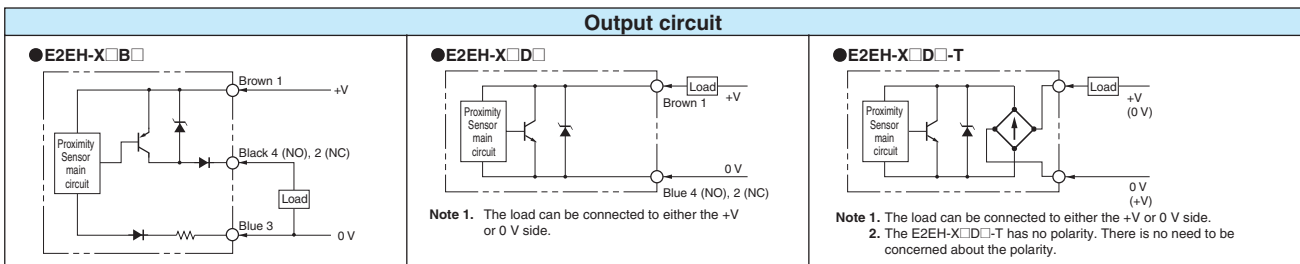 Output circuit
●E2EH-X□B□
Brown 1
+V
Proximity
Sensor
main
circuit
Black 4 (NO), 2 (NC)
Load
Blue 3
0 V
●E2EH-X□D□
Load
+V
Brown 1
Proximity
Sensor
main
circuit
0 V
Blue 4 (NO), 2 (NC)
Note 1. The load can be connected to either the +V
or 0 V side.
●E2EH-X□D□-T
Load
+V
(0 V)
Proximity
Sensor
main
circuit
0 V
(+V)
Note 1. The load can be connected to either the +V or 0 V side.
2. The E2EH-X□D□-T has no polarity. There is no need to be
concerned about the polarity.